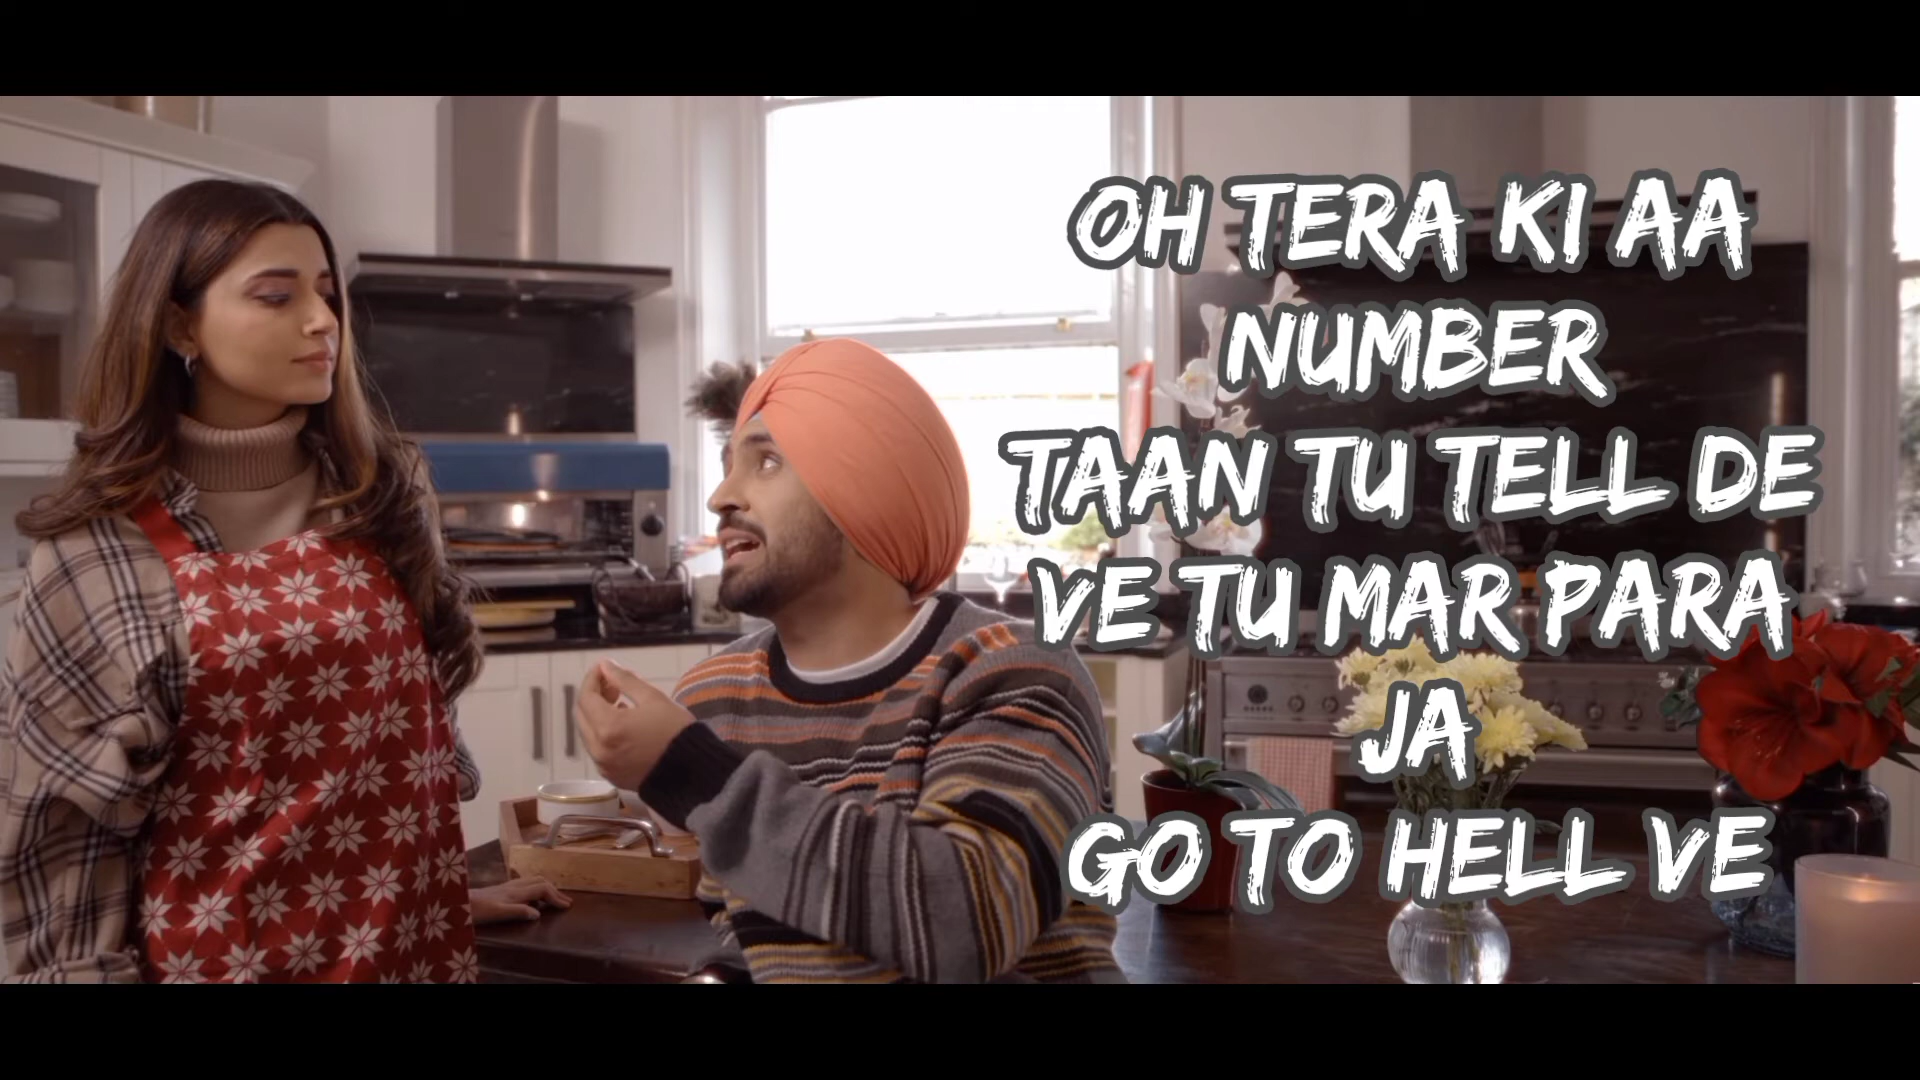 OH TERA KI AA
NUMBER
TAAN TU TELL DE
VE TU MAR PARA
JA
GO TO HELL VE